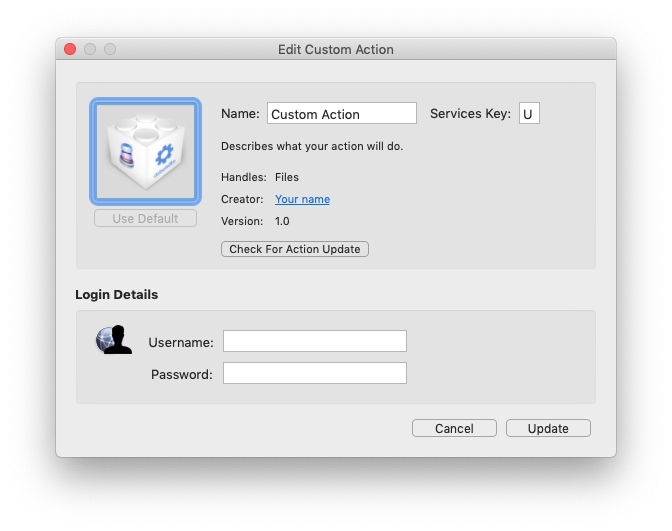 Edit Custom Action
Name: Custom Action Services Key: U
Describes what your action will do.
Handles: Files
Creator: Your name
Version: 1.0
Use Default
Check For Action Update
Login Details
Username:
Password:
Cancel Update